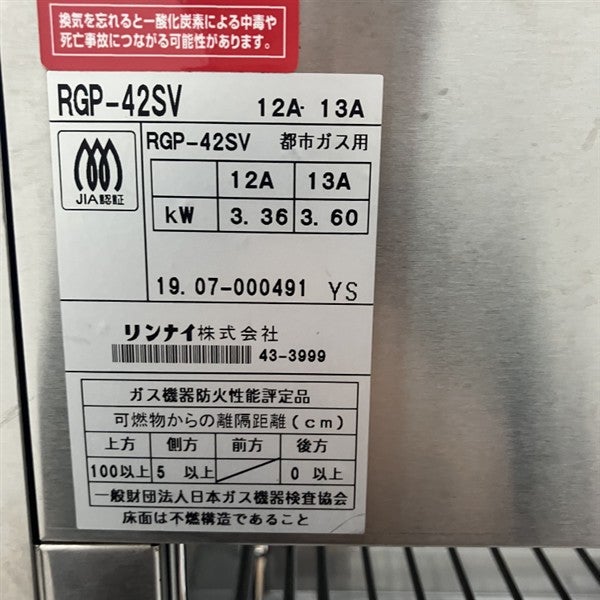 換気を忘れると一酸化炭素による中毒や
死亡事故につながる可能性があります。
RGP-42SV 12A・13A
RGP-42SV 都市ガス用
JIA認証
12A 13A
kW 3.36 3.60
19.07-000491 YS
リンナイ株式会社
43-3999
ガス機器防火性能評定品
可燃物からの離隔距離(cm)
上方 側方 前方 後方
100以上 5 以上 0 以上
一般財団法人日本ガス機器検査協会
床面は不燃構造であること